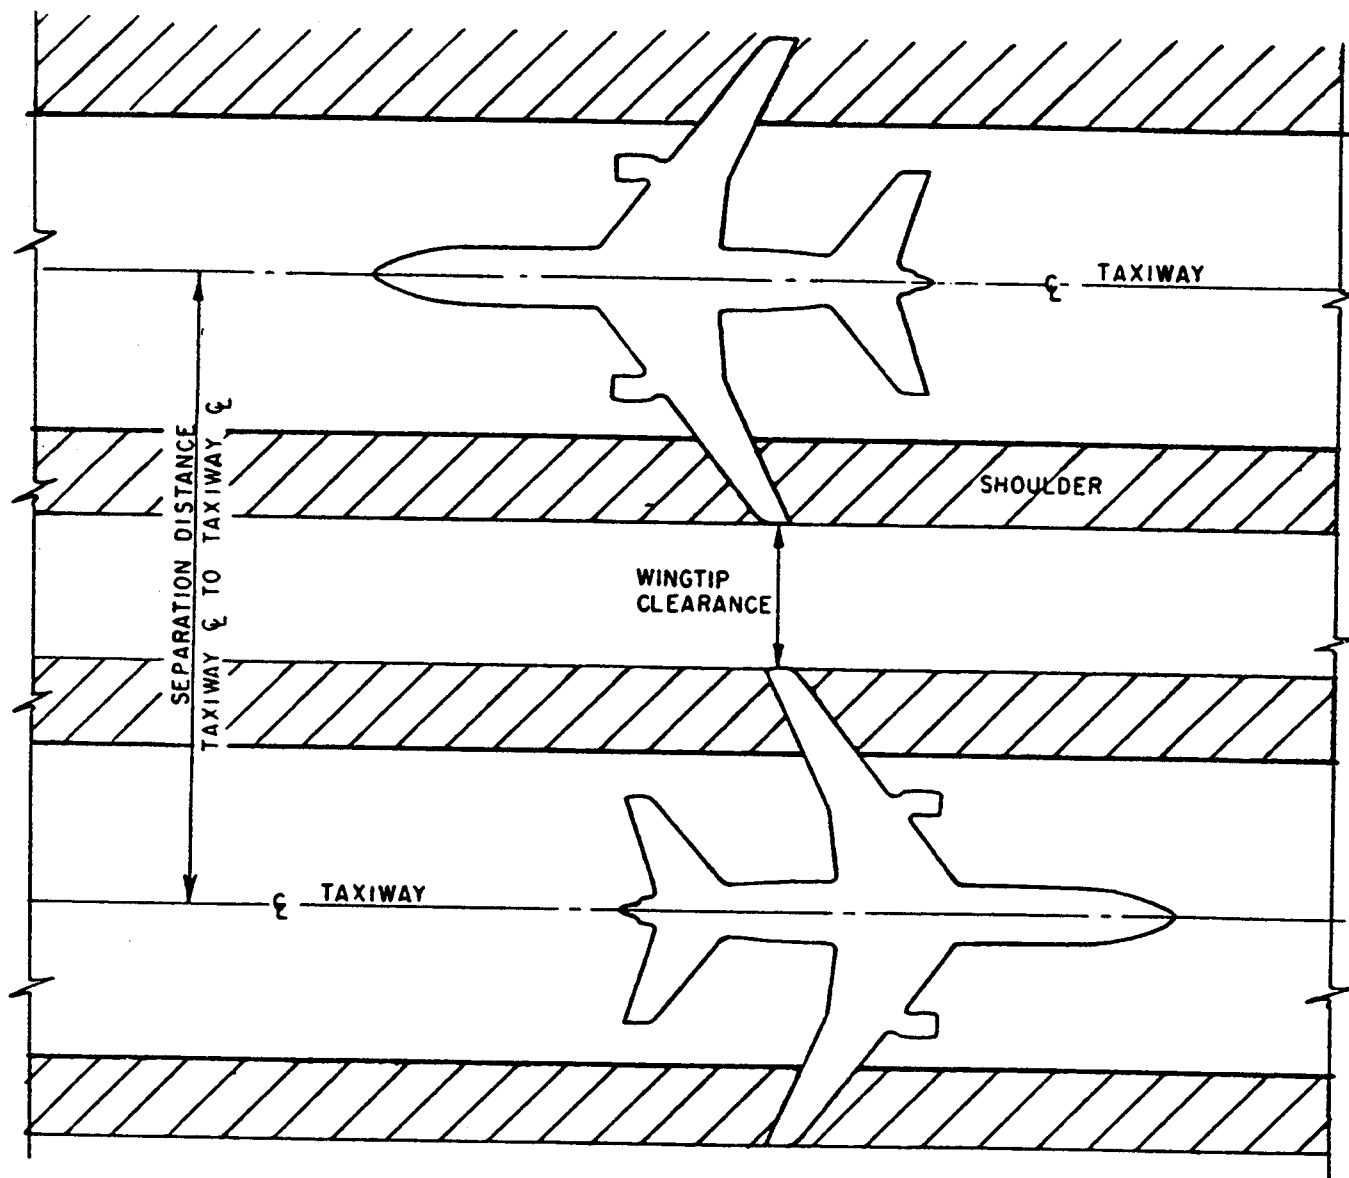 ℄ TAXIWAY
SEPARATION DISTANCE
TAXIWAY ℄ TO TAXIWAY ℄
SHOULDER
WINGTIP
CLEARANCE
℄ TAXIWAY